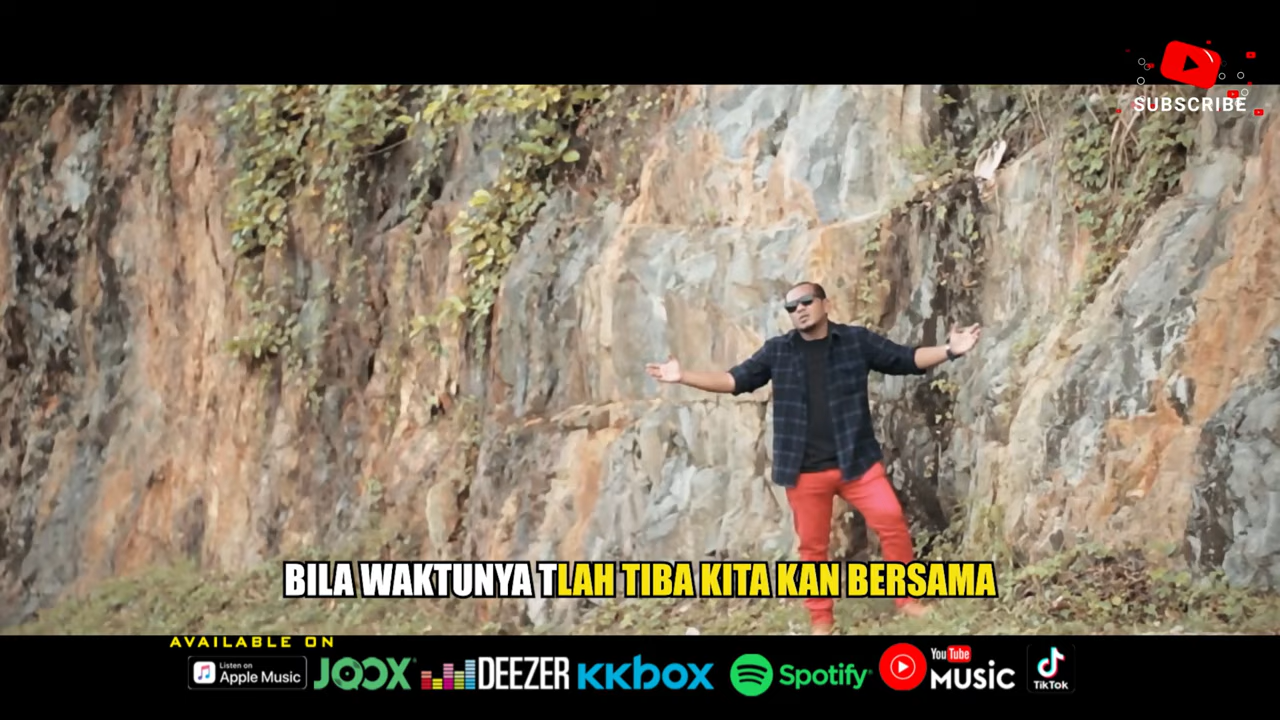 SUBSCRIBE
BILA WAKTUNYA TLAH TIBA KITA KAN BERSAMA
AVAILABLE ON
Listen on
Apple Music
JOOX
DEEZER
KKBOX
Spotify
YouTube
MUSIC
TikTok